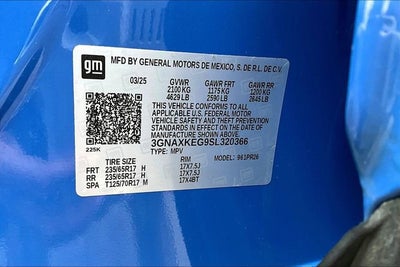 gm
MFD BY GENERAL MOTORS DE MEXICO, S. DE R.L. DE C.V.
03/25 GVWR GAWR FRT GAWR RR
2100 KG 1175 KG 1200 KG
4629 LB 2590 LB 2645 LB
THIS VEHICLE CONFORMS TO ALL
APPLICABLE U.S. FEDERAL MOTOR
VEHICLE SAFETY AND THEFT PREVENTION
STANDARDS IN EFFECT ON THE DATE OF
MANUFACTURE SHOWN ABOVE.
3GNAXKEG9SL320366
225K TYPE: MPV MODEL: 961PR26
TIRE SIZE RIM
FRT 235/65R17 H 17X7.5J
RR 235/65R17 H 17X7.5J
SPA T125/70R17 M 17X4BT